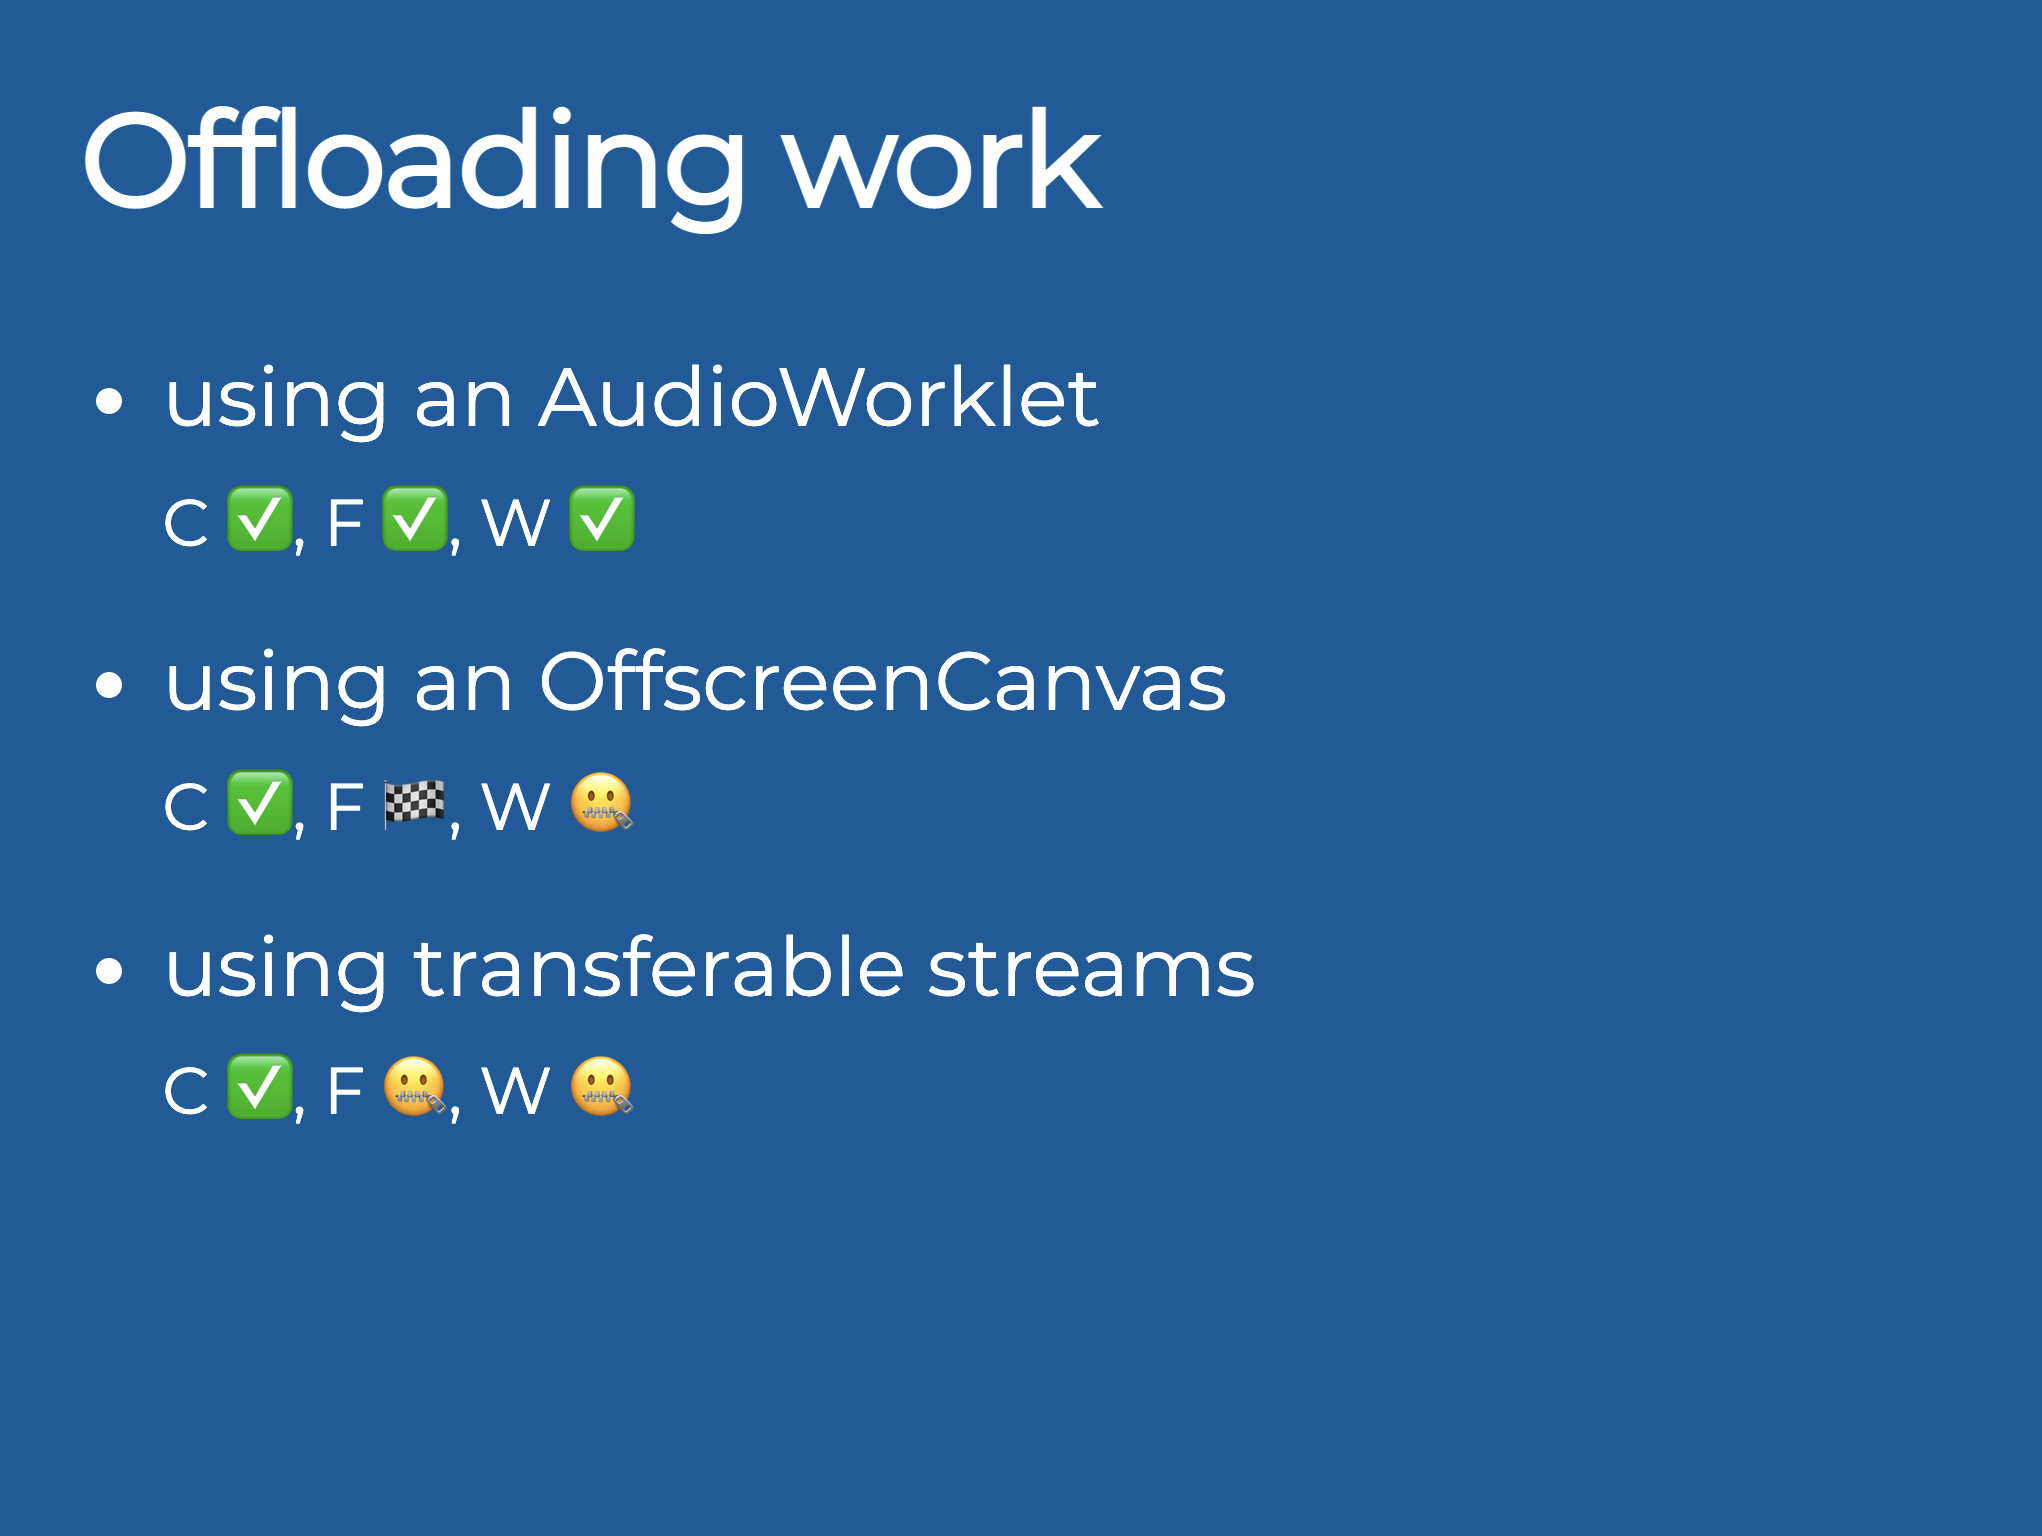 Offloading work
• using an AudioWorklet
C ✅, F ✅, W ✅
• using an OffscreenCanvas
C ✅, F 🏁, W 🤐
• using transferable streams
C ✅, F 🤐, W 🤐